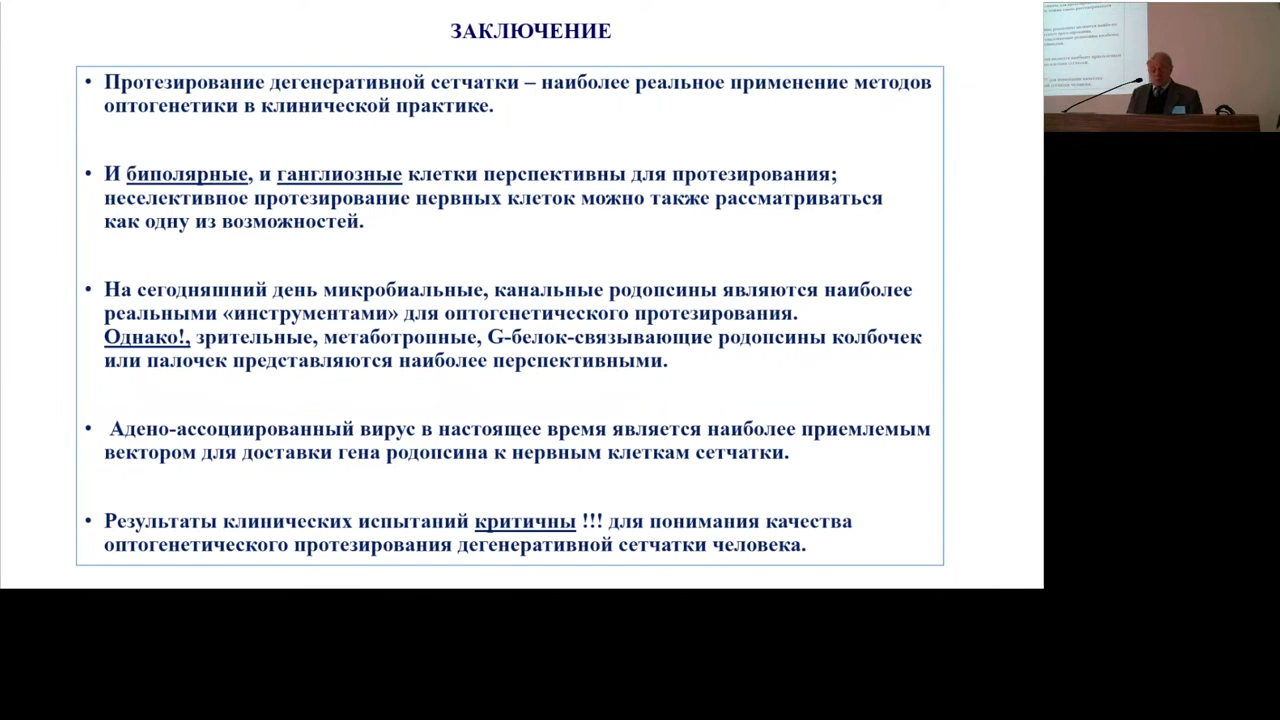 ЗАКЛЮЧЕНИЕ
• Протезирование дегенеративной сетчатки – наиболее реальное применение методов
оптогенетики в клинической практике.
• И биполярные, и ганглиозные клетки перспективны для протезирования;
неселективное протезирование нервных клеток можно также рассматриваться
как одну из возможностей.
• На сегодняшний день микробиальные, канальные родопсины являются наиболее
реальными «инструментами» для оптогенетического протезирования.
Однако!, зрительные, метаботропные, G-белок-связывающие родопсины колбочек
или палочек представляются наиболее перспективными.
• Адено-ассоциированный вирус в настоящее время является наиболее приемлемым
вектором для доставки гена родопсина к нервным клеткам сетчатки.
• Результаты клинических испытаний критичны !!! для понимания качества
оптогенетического протезирования дегенеративной сетчатки человека.